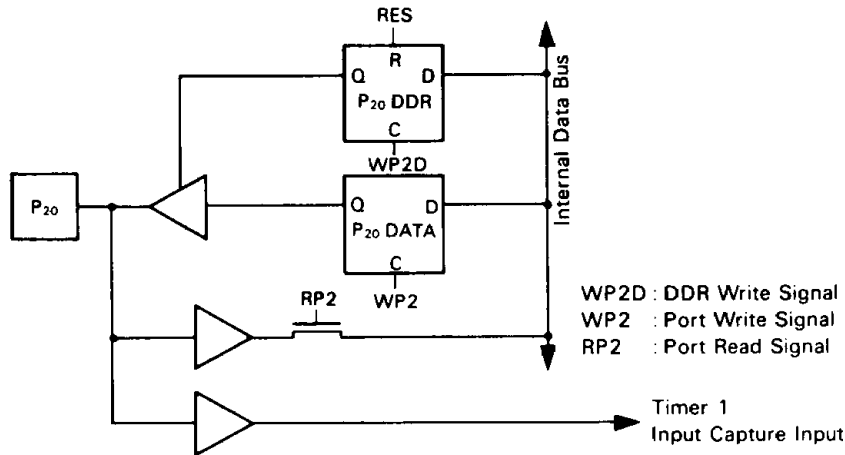 RES
R
Q D
P₂₀ DDR
C
WP2D
Internal Data Bus
P₂₀
Q D
P₂₀ DATA
C
WP2
RP2
WP2D : DDR Write Signal
WP2 : Port Write Signal
RP2 : Port Read Signal
Timer 1
Input Capture Input